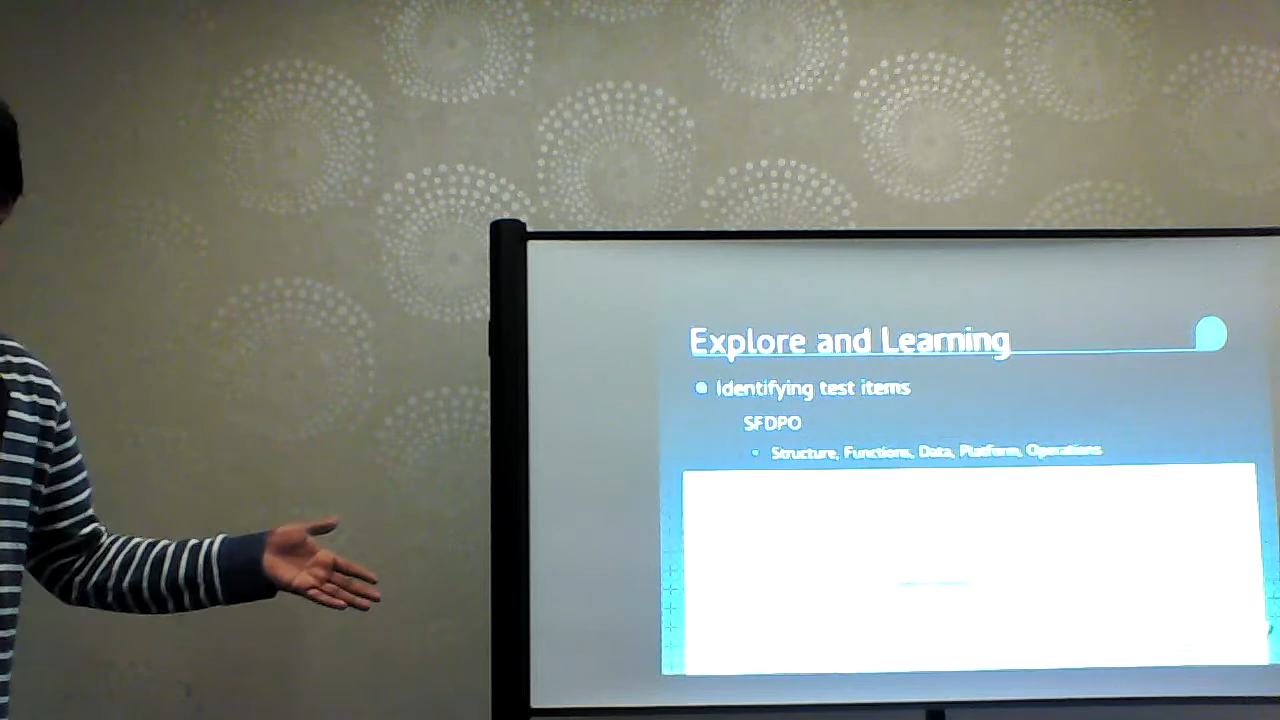 Explore and Learning
Identifying test items
SFDPO
Structure, Functions, Data, Platform, Operations